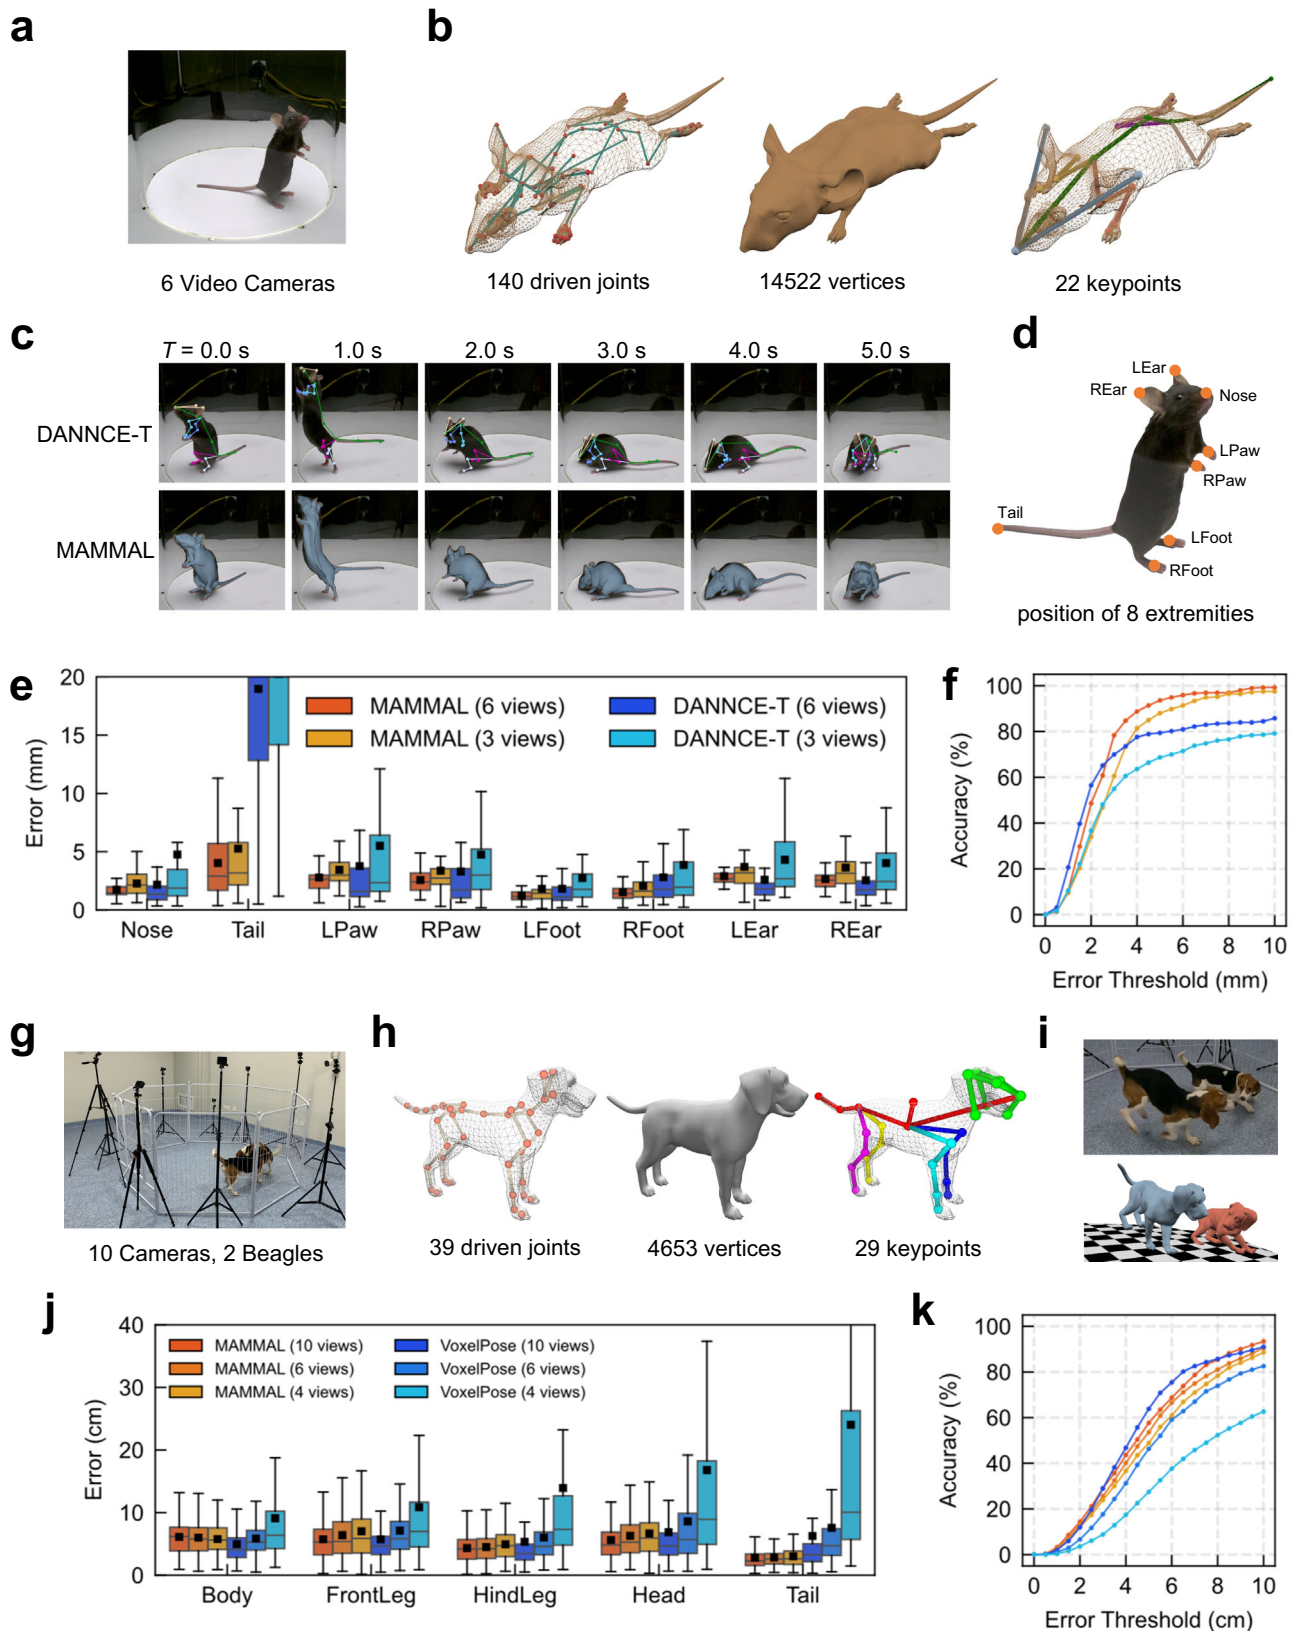 a
6 Video Cameras
b
140 driven joints
14522 vertices
22 keypoints
c
T = 0.0 s
1.0 s
2.0 s
3.0 s
4.0 s
5.0 s
DANNCE-T
MAMMAL
d
LEar
REar
Nose
LPaw
RPaw
Tail
LFoot
RFoot
position of 8 extremities
e
Error (mm)
20
15
10
5
0
MAMMAL (6 views)
MAMMAL (3 views)
DANNCE-T (6 views)
DANNCE-T (3 views)
Nose
Tail
LPaw
RPaw
LFoot
RFoot
LEar
REar
f
Accuracy (%)
100
80
60
40
20
0
0
2
4
6
8
10
Error Threshold (mm)
g
10 Cameras, 2 Beagles
h
39 driven joints
4653 vertices
29 keypoints
i
j
Error (cm)
40
30
20
10
0
MAMMAL (10 views)
MAMMAL (6 views)
MAMMAL (4 views)
VoxelPose (10 views)
VoxelPose (6 views)
VoxelPose (4 views)
Body
FrontLeg
HindLeg
Head
Tail
k
Accuracy (%)
100
80
60
40
20
0
0
2
4
6
8
10
Error Threshold (cm)